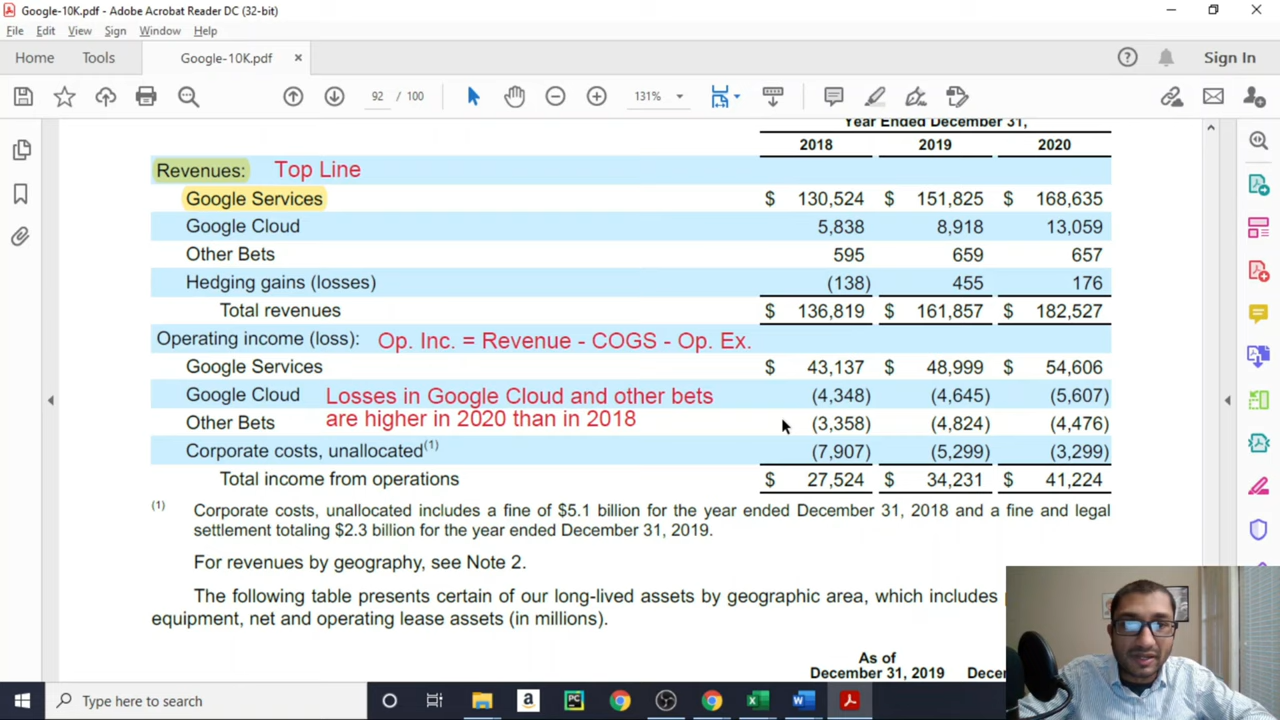 Google-10K.pdf - Adobe Acrobat Reader DC (32-bit)
File Edit View Sign Window Help
Home Tools Google-10K.pdf × Sign In
92 / 100 131%
Year Ended December 31,
2018 2019 2020
Revenues: Top Line
Google Services $ 130,524 $ 151,825 $ 168,635
Google Cloud 5,838 8,918 13,059
Other Bets 595 659 657
Hedging gains (losses) (138) 455 176
Total revenues $ 136,819 $ 161,857 $ 182,527
Operating income (loss): Op. Inc. = Revenue - COGS - Op. Ex.
Google Services $ 43,137 $ 48,999 $ 54,606
Google Cloud Losses in Google Cloud and other bets (4,348) (4,645) (5,607)
Other Bets are higher in 2020 than in 2018 (3,358) (4,824) (4,476)
Corporate costs, unallocated(1) (7,907) (5,299) (3,299)
Total income from operations $ 27,524 $ 34,231 $ 41,224
(1) Corporate costs, unallocated includes a fine of $5.1 billion for the year ended December 31, 2018 and a fine and legal
settlement totaling $2.3 billion for the year ended December 31, 2019.
For revenues by geography, see Note 2.
The following table presents certain of our long-lived assets by geographic area, which includes
equipment, net and operating lease assets (in millions).
As of
December 31, 2019
Type here to search